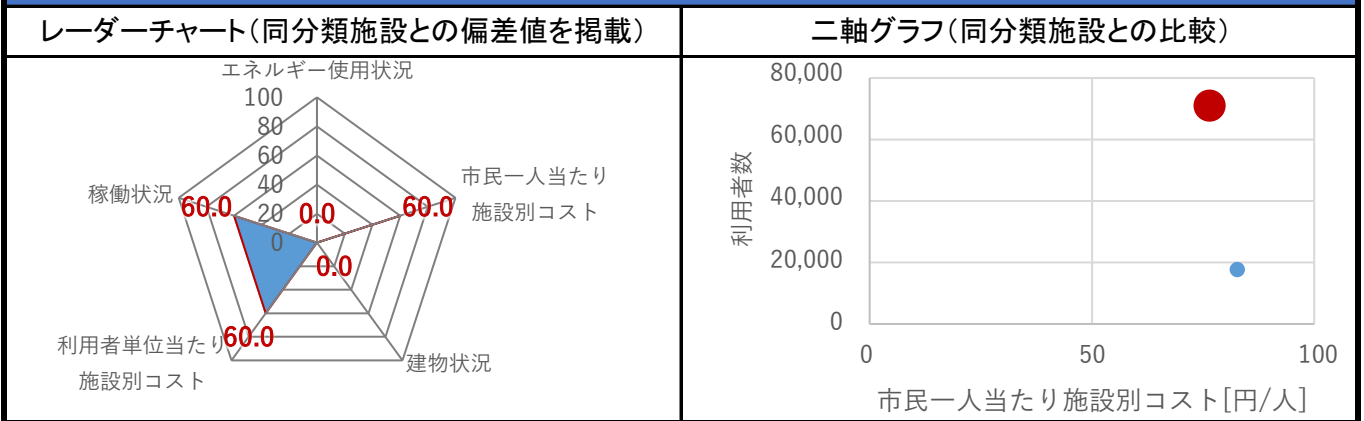 レーダーチャート(同分類施設との偏差値を掲載)
エネルギー使用状況
100
80
60
40
20
0
市民一人当たり
施設別コスト
建物状況
利用者単位当たり
施設別コスト
稼働状況
0.0
60.0
0.0
60.0
60.0
二軸グラフ(同分類施設との比較)
80,000
60,000
40,000
20,000
0
利用者数
0
50
100
市民一人当たり施設別コスト[円/人]